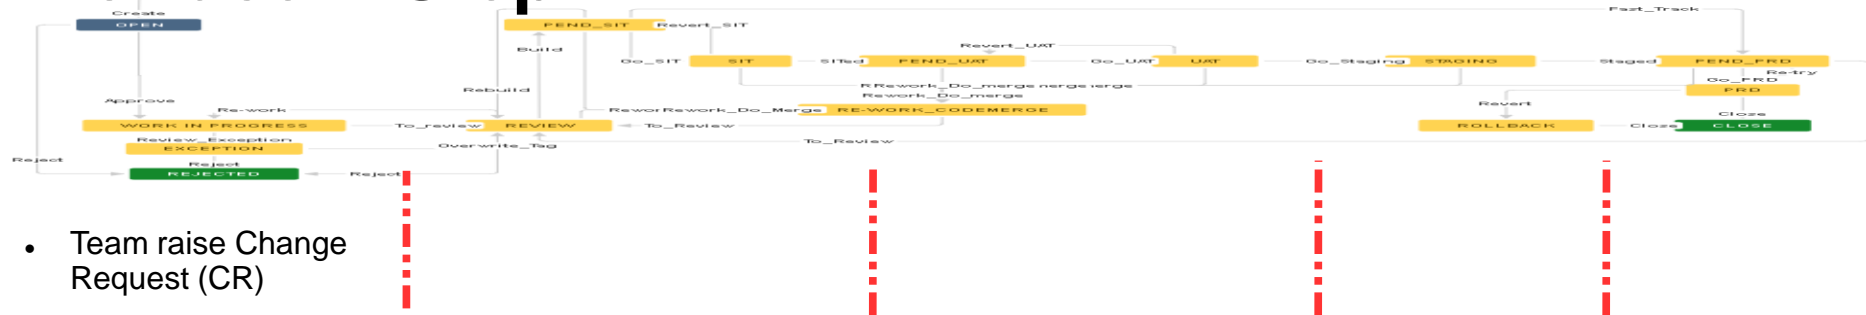 Create
Fast_Track
OPEN
PEND_SIT
Revert_SIT
Build
Revert_UAT
Go_SIT
SIT
SITed
PEND_UAT
Go_UAT
UAT
Go_Staging
STAGING
Staged
PEND_PRD
Re-try
Go_PRD
Rebuild
Rework_Do_merge
PRD
Rework_Do_merge
Approve
Revert
Re-work
Rework_Do_Merge
RE-WORK_CODEMERGE
Close
WORK IN PROGRESS
To_review
REVIEW
To_Review
ROLLBACK
Close
CLOSE
Review_Exception
EXCEPTION
Overwrite_Tag
To_Review
Reject
Reject
REJECTED
Reject
• Team raise Change
Request (CR)